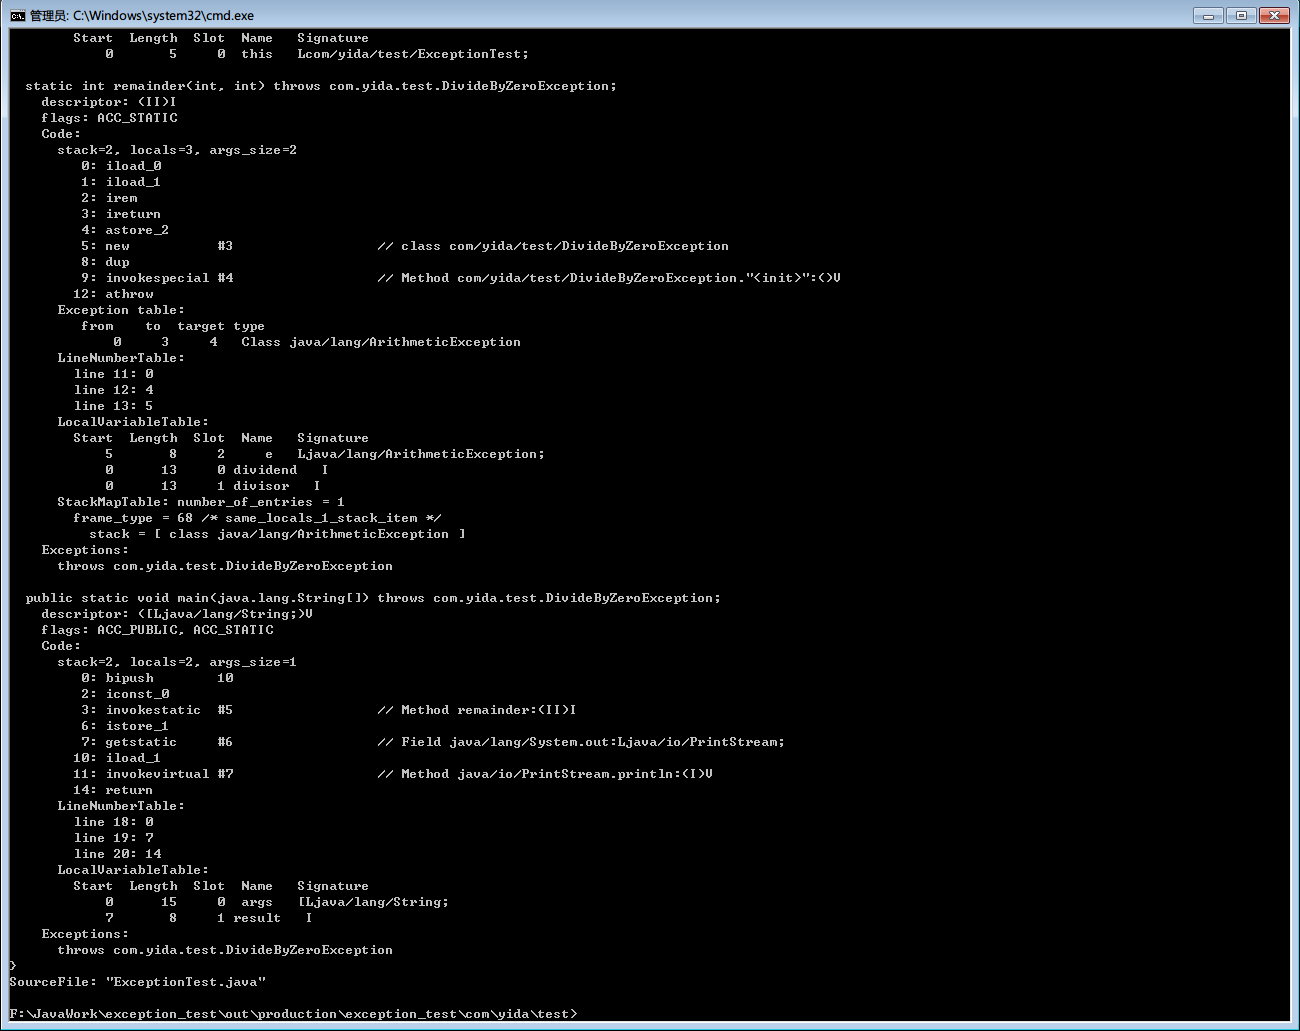 管理员: C:\Windows\system32\cmd.exe
Start  Length  Slot  Name   Signature
0       5     0  this   Lcom/yida/test/ExceptionTest;
static int remainder(int, int) throws com.yida.test.DivideByZeroException;
descriptor: (II)I
flags: ACC_STATIC
Code:
stack=2, locals=3, args_size=2
0: iload_0
1: iload_1
2: irem
3: ireturn
4: astore_2
5: new           #3                  // class com/yida/test/DivideByZeroException
8: dup
9: invokespecial #4                  // Method com/yida/test/DivideByZeroException."<init>":()V
12: athrow
Exception table:
from    to  target type
0     3     4   Class java/lang/ArithmeticException
LineNumberTable:
line 11: 0
line 12: 4
line 13: 5
LocalVariableTable:
Start  Length  Slot  Name   Signature
5       8     2     e   Ljava/lang/ArithmeticException;
0      13     0 dividend   I
0      13     1 divisor   I
StackMapTable: number_of_entries = 1
frame_type = 68 /* same_locals_1_stack_item */
stack = [ class java/lang/ArithmeticException ]
Exceptions:
throws com.yida.test.DivideByZeroException
public static void main(java.lang.String[]) throws com.yida.test.DivideByZeroException;
descriptor: ([Ljava/lang/String;)V
flags: ACC_PUBLIC, ACC_STATIC
Code:
stack=2, locals=2, args_size=1
0: bipush        10
2: iconst_0
3: invokestatic  #5                  // Method remainder:(II)I
6: istore_1
7: getstatic     #6                  // Field java/lang/System.out:Ljava/io/PrintStream;
10: iload_1
11: invokevirtual #7                  // Method java/io/PrintStream.println:(I)V
14: return
LineNumberTable:
line 18: 0
line 19: 7
line 20: 14
LocalVariableTable:
Start  Length  Slot  Name   Signature
0      15     0  args   [Ljava/lang/String;
7       8     1 result   I
Exceptions:
throws com.yida.test.DivideByZeroException
}
SourceFile: "ExceptionTest.java"
F:\JavaWork\exception_test\out\production\exception_test\com\yida\test>